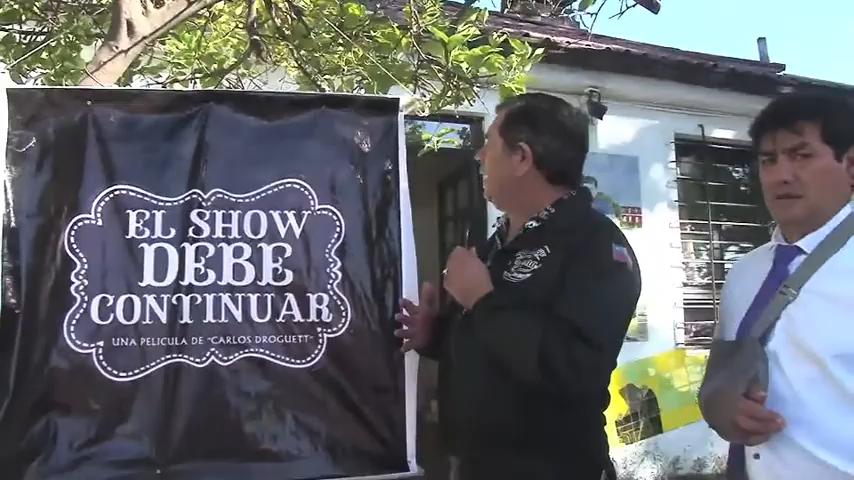 EL SHOW
DEBE
CONTINUAR
UNA PELICULA DE "CARLOS DROGUETT"